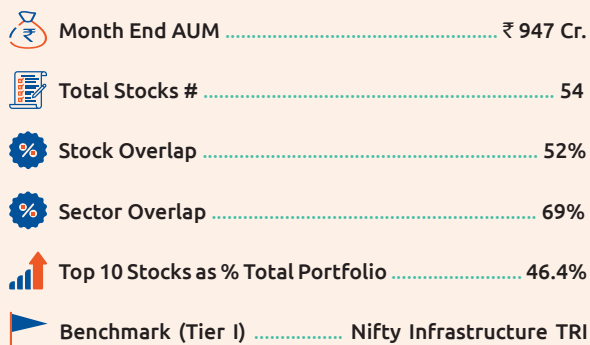 Month End AUM ₹ 947 Cr.
Total Stocks # 54
Stock Overlap 52%
Sector Overlap 69%
Top 10 Stocks as % Total Portfolio 46.4%
Benchmark (Tier I) Nifty Infrastructure TRI